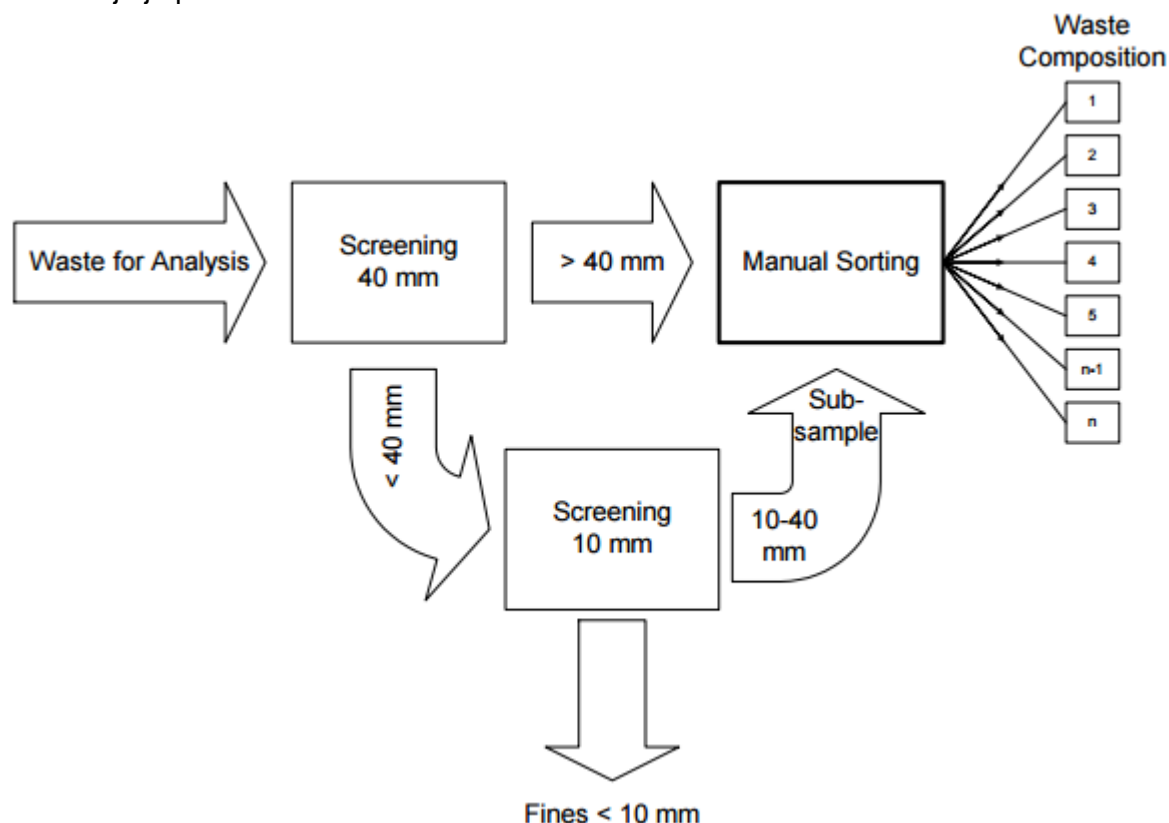 Waste
Composition
1
2
3
4
5
n-1
n
Waste for Analysis
Screening
40 mm
> 40 mm
Manual Sorting
< 40 mm
Sub-
sample
Screening
10 mm
10-40
mm
Fines < 10 mm